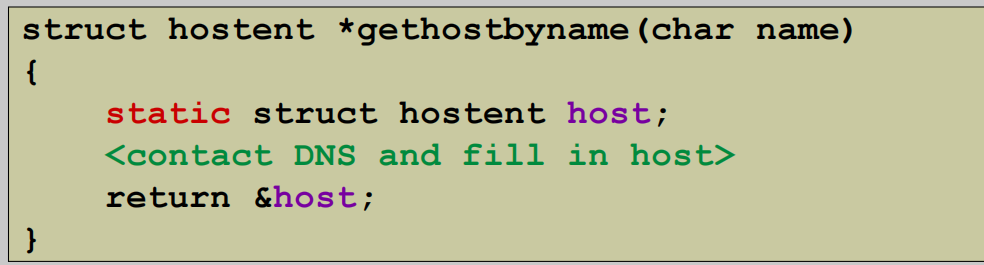 struct hostent *gethostbyname(char name)
{
static struct hostent host;
<contact DNS and fill in host>
return &host;
}